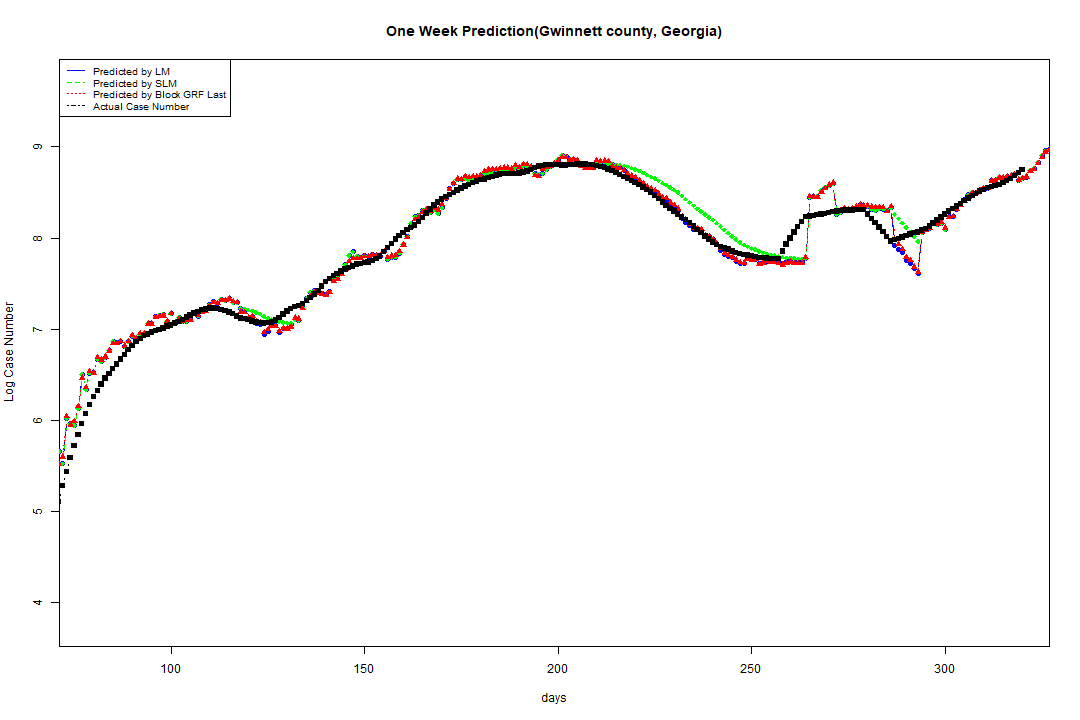 One Week Prediction(Gwinnett county, Georgia)
Predicted by LM
Predicted by SLM
Predicted by Block GRF Last
Actual Case Number
9
8
7
6
5
4
Log Case Number
100 150 200 250 300
days